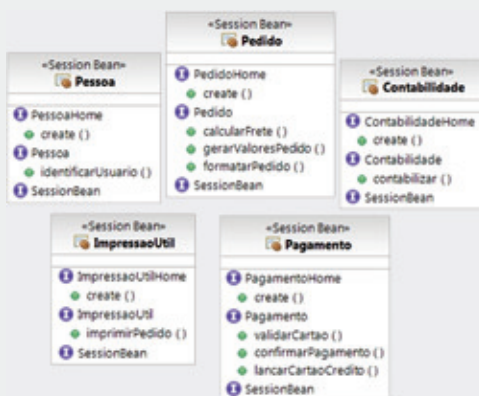 «Session Bean»
Pessoa
PessoaHome
create ()
Pessoa
identificarUsuario ()
SessionBean
«Session Bean»
Pedido
PedidoHome
create ()
Pedido
calcularFrete ()
gerarValoresPedido ()
formatarPedido ()
SessionBean
«Session Bean»
Contabilidade
ContabilidadeHome
create ()
Contabilidade
contabilizar ()
SessionBean
«Session Bean»
ImpressaoUtil
ImpressaoUtilHome
create ()
ImpressaoUtil
imprimirPedido ()
SessionBean
«Session Bean»
Pagamento
PagamentoHome
create ()
Pagamento
validarCartao ()
confirmarPagamento ()
lancarCartaoCredito ()
SessionBean